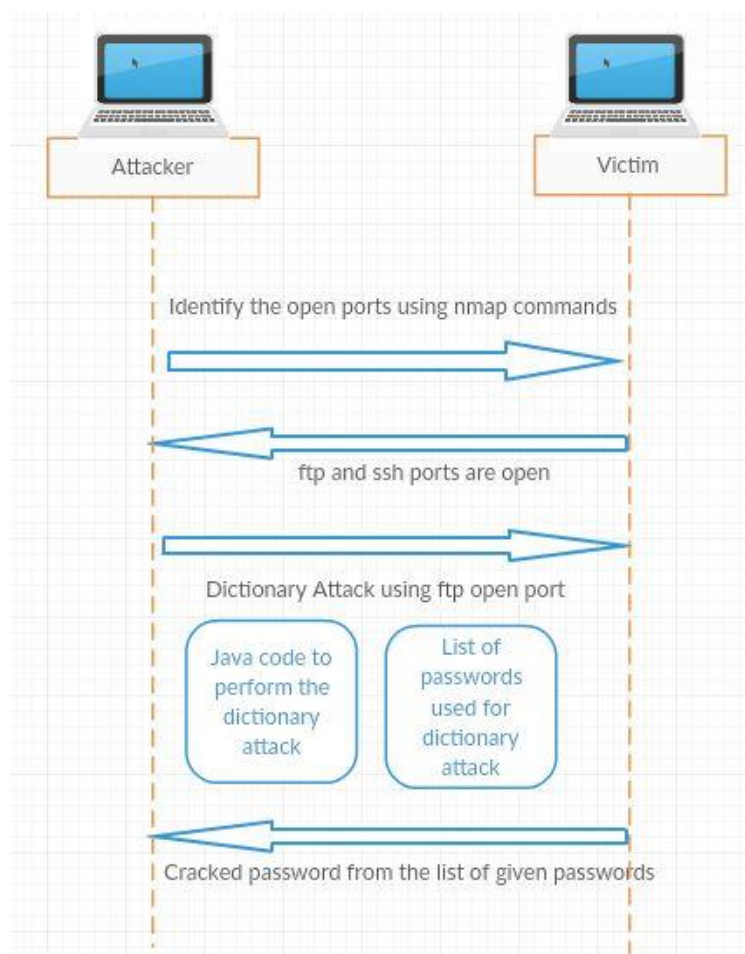 Attacker
Victim
Identify the open ports using nmap commands
ftp and ssh ports are open
Dictionary Attack using ftp open port
Java code to
perform the
dictionary
attack
List of
passwords
used for
dictionary
attack
Cracked password from the list of given passwords